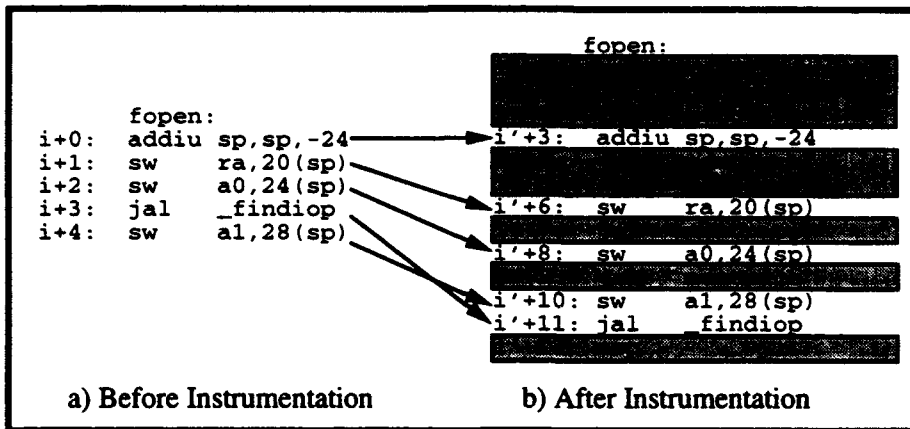 fopen:
i+0: addiu sp,sp,-24
i+1: sw ra,20(sp)
i+2: sw a0,24(sp)
i+3: jal _findiop
i+4: sw a1,28(sp)
a) Before Instrumentation
fopen:
i'+3: addiu sp,sp,-24
i'+6: sw ra,20(sp)
i'+8: sw a0,24(sp)
i'+10: sw a1,28(sp)
i'+11: jal _findiop
b) After Instrumentation